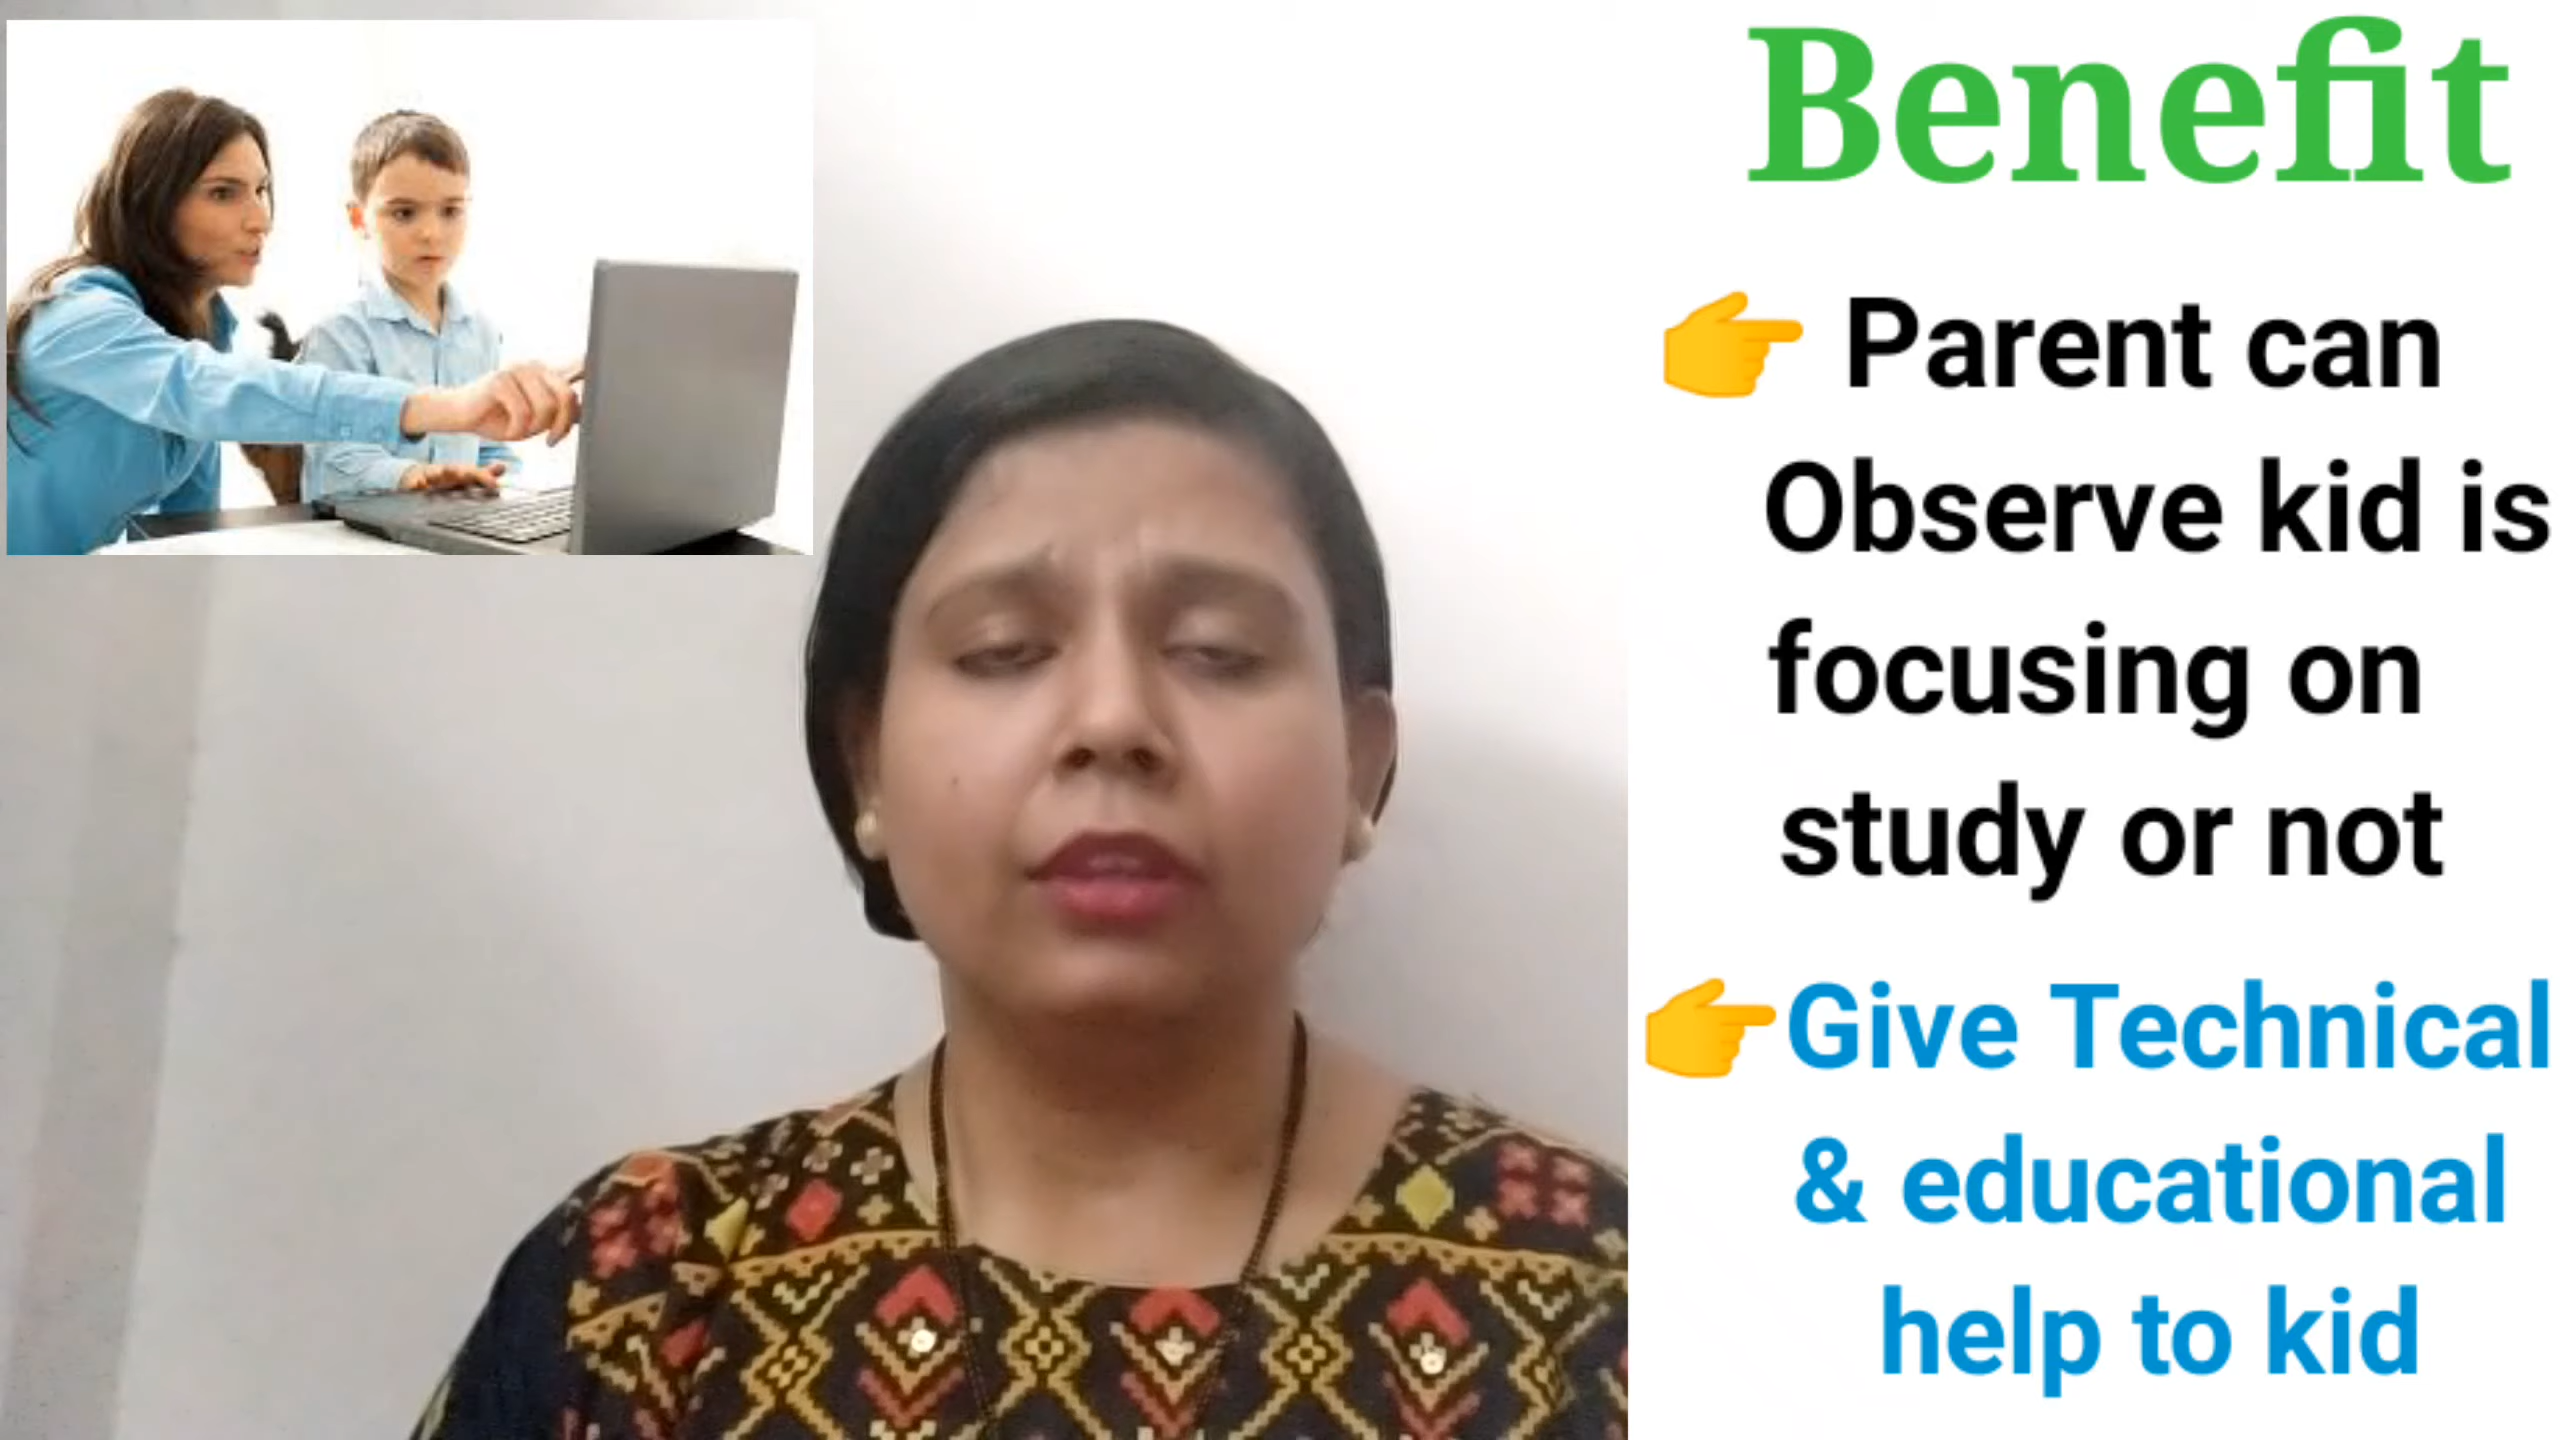 Benefit
👉 Parent can
Observe kid is
focusing on
study or not
👉Give Technical
& educational
help to kid